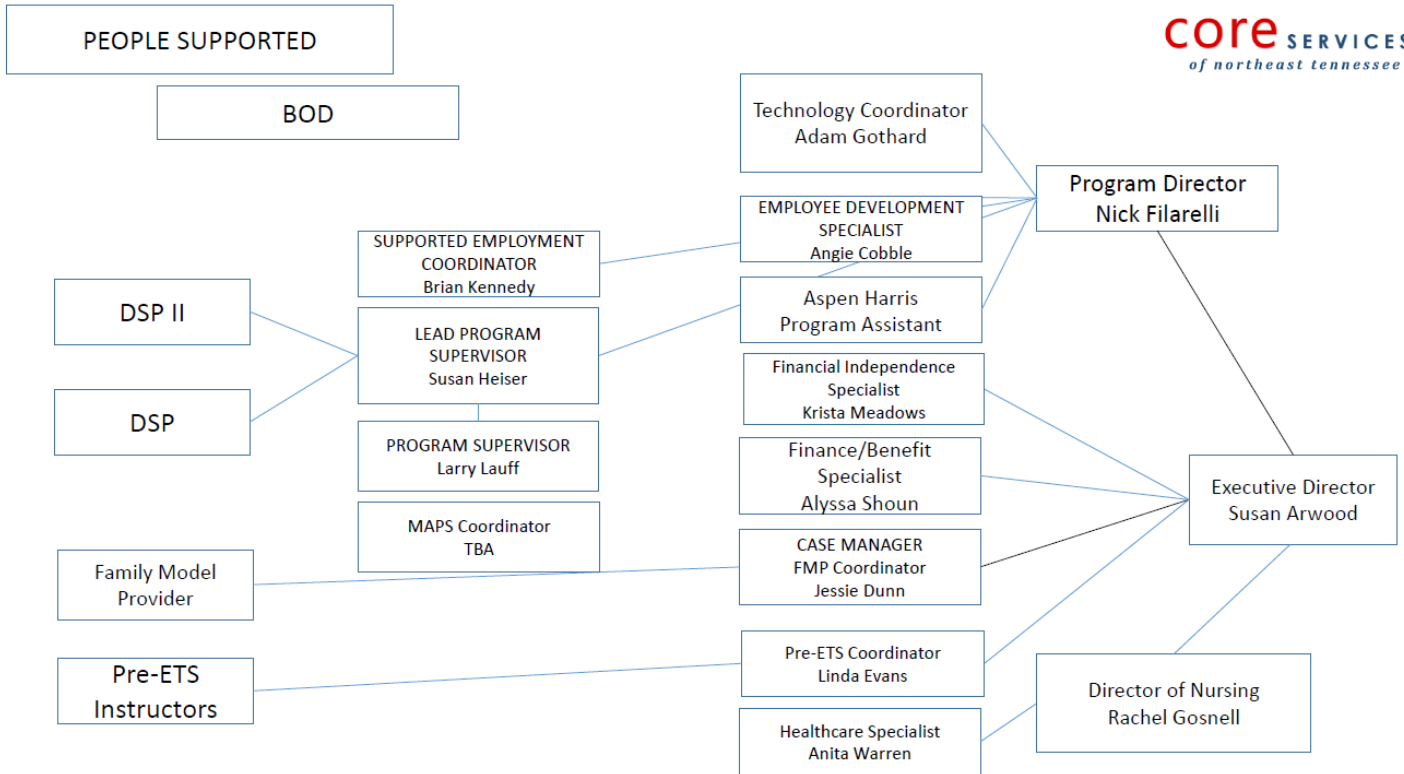 PEOPLE SUPPORTED
BOD
core SERVICES
of northeast tennessee
Technology Coordinator
Adam Gothard
Program Director
Nick Filarelli
EMPLOYEE DEVELOPMENT
SPECIALIST
Angie Cobble
SUPPORTED EMPLOYMENT
COORDINATOR
Brian Kennedy
DSP II
LEAD PROGRAM
SUPERVISOR
Susan Heiser
Aspen Harris
Program Assistant
Financial Independence
Specialist
Krista Meadows
DSP
PROGRAM SUPERVISOR
Larry Lauff
Finance/Benefit
Specialist
Alyssa Shoun
Executive Director
Susan Arwood
MAPS Coordinator
TBA
CASE MANAGER
FMP Coordinator
Jessie Dunn
Family Model
Provider
Pre-ETS Coordinator
Linda Evans
Pre-ETS
Instructors
Director of Nursing
Rachel Gosnell
Healthcare Specialist
Anita Warren